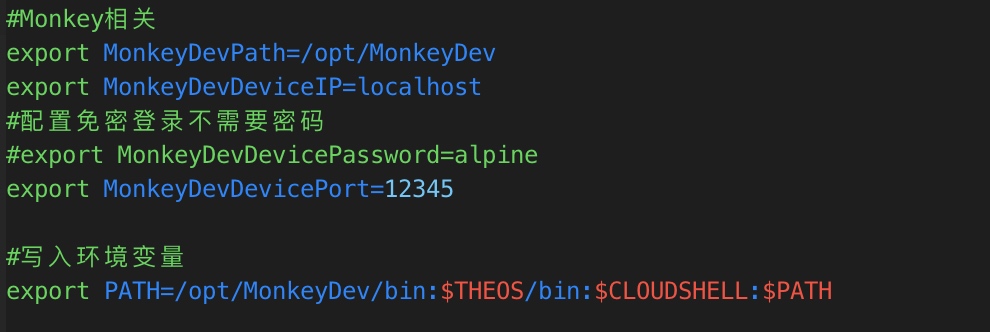 #Monkey相关
export MonkeyDevPath=/opt/MonkeyDev
export MonkeyDevDeviceIP=localhost
#配置免密登录不需要密码
#export MonkeyDevDevicePassword=alpine
export MonkeyDevDevicePort=12345
#写入环境变量
export PATH=/opt/MonkeyDev/bin:$THEOS/bin:$CLOUDSHELL:$PATH